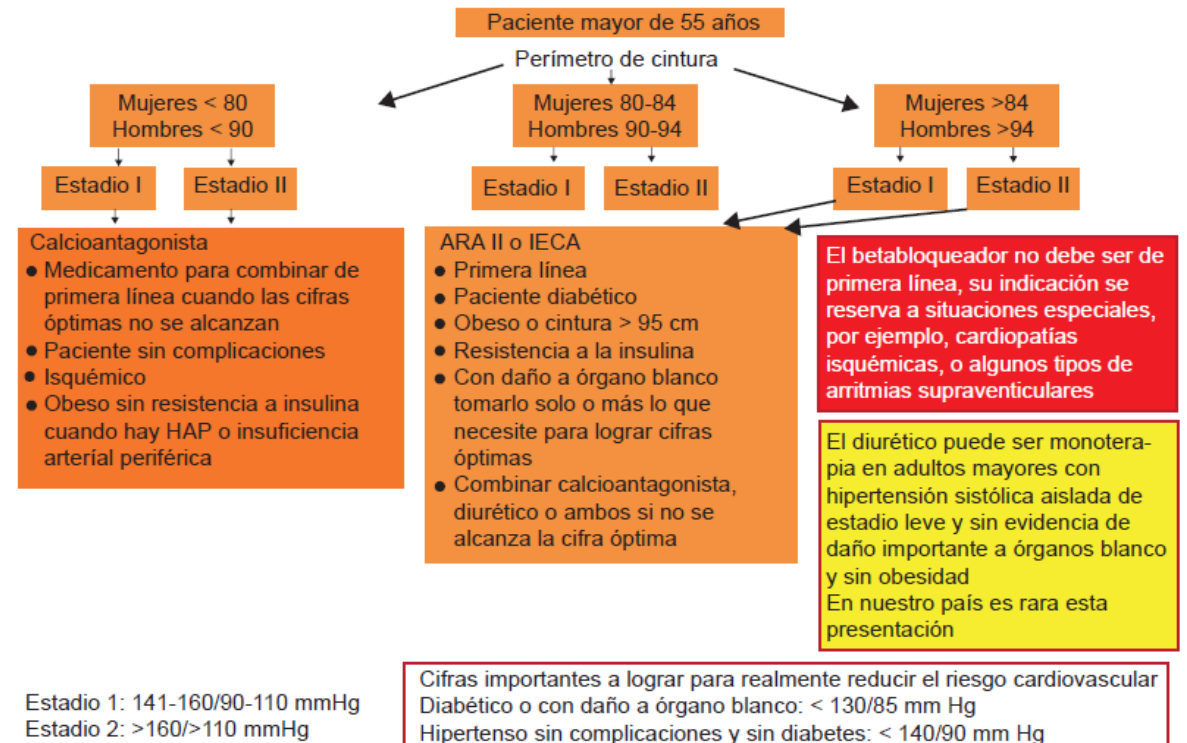 Paciente mayor de 55 años
Perímetro de cintura
Mujeres < 80
Hombres < 90
Mujeres 80-84
Hombres 90-94
Mujeres >84
Hombres >94
Estadio I
Estadio II
Estadio I
Estadio II
Estadio I
Estadio II
Calcioantagonista
● Medicamento para combinar de
primera línea cuando las cifras
óptimas no se alcanzan
● Paciente sin complicaciones
● Isquémico
● Obeso sin resistencia a insulina
cuando hay HAP o insuficiencia
arteríal periférica
ARA II o IECA
● Primera línea
● Paciente diabético
● Obeso o cintura > 95 cm
● Resistencia a la insulina
● Con daño a órgano blanco
tomarlo solo o más lo que
necesite para lograr cifras
óptimas
● Combinar calcioantagonista,
diurético o ambos si no se
alcanza la cifra óptima
El betabloqueador no debe ser de
primera línea, su indicación se
reserva a situaciones especiales,
por ejemplo, cardiopatías
isquémicas, o algunos tipos de
arritmias supraventiculares
El diurético puede ser monotera-
pia en adultos mayores con
hipertensión sistólica aislada de
estadio leve y sin evidencia de
daño importante a órganos blanco
y sin obesidad
En nuestro país es rara esta
presentación
Estadio 1: 141-160/90-110 mmHg
Estadio 2: >160/>110 mmHg
Cifras importantes a lograr para realmente reducir el riesgo cardiovascular
Diabético o con daño a órgano blanco: < 130/85 mm Hg
Hipertenso sin complicaciones y sin diabetes: < 140/90 mm Hg